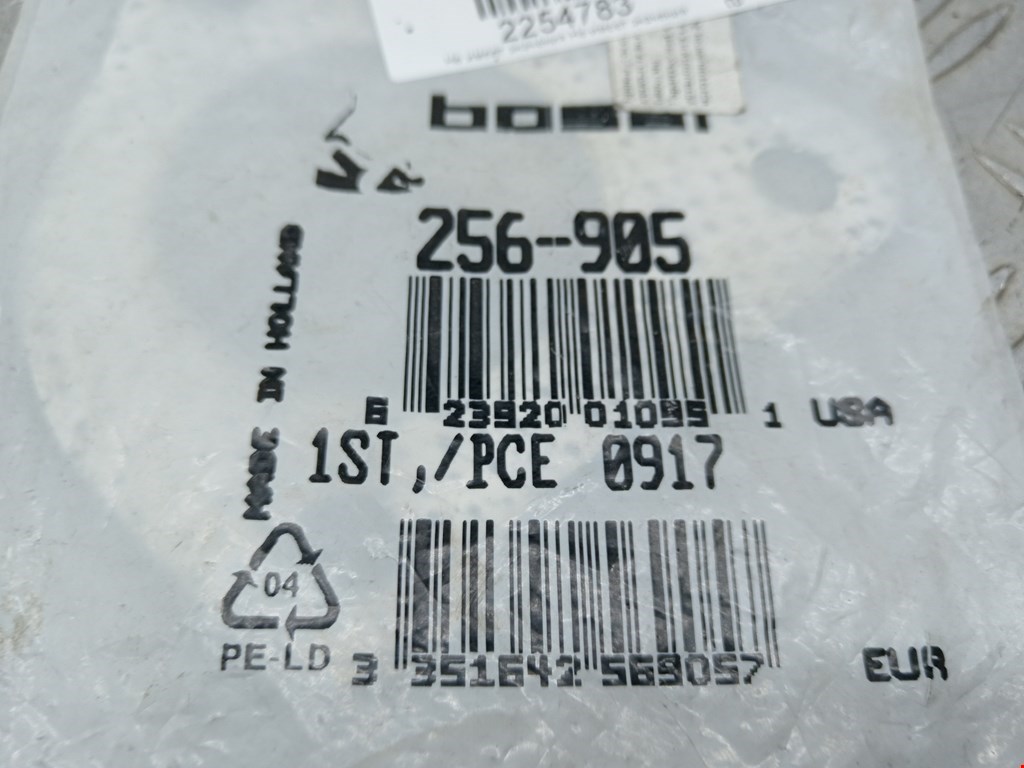 2254783
256-905
MADE IN HOLLAND
6 23920 01095 1 USA
1ST,/PCE 0917
04
PE-LD
3 351642 569057 EUR